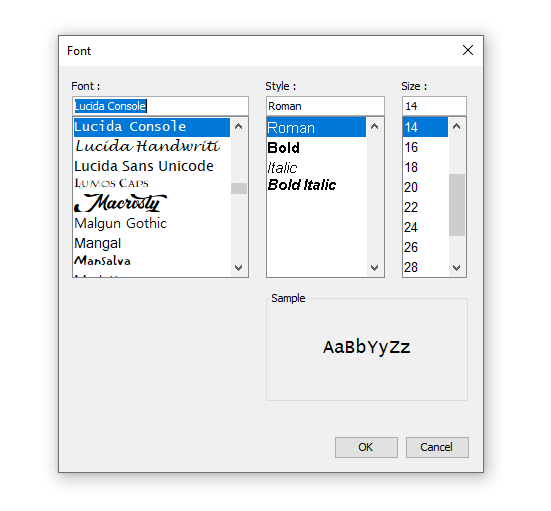 Font
Font :
Style :
Size :
Lucida Console
Roman
14
Lucida Console
Lucida Handwriti
Lucida Sans Unicode
Lumos Caps
Macrosty
Malgun Gothic
Mangal
Mansalva
Roman
Bold
Italic
Bold Italic
14
16
18
20
22
24
26
28
Sample
AaBbYyZz
OK
Cancel